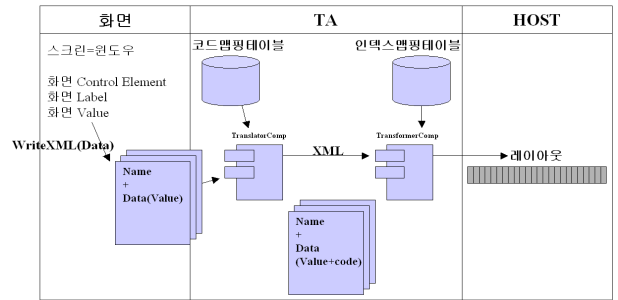 화면
TA
HOST
스크린=윈도우
화면 Control Element
화면 Label
화면 Value
WriteXML(Data)
Name
+
Data(Value)
코드맵핑테이블
인덱스맵핑테이블
TranslatorComp
XML
TransformerComp
레이아웃
Name
+
Data
(Value+code)